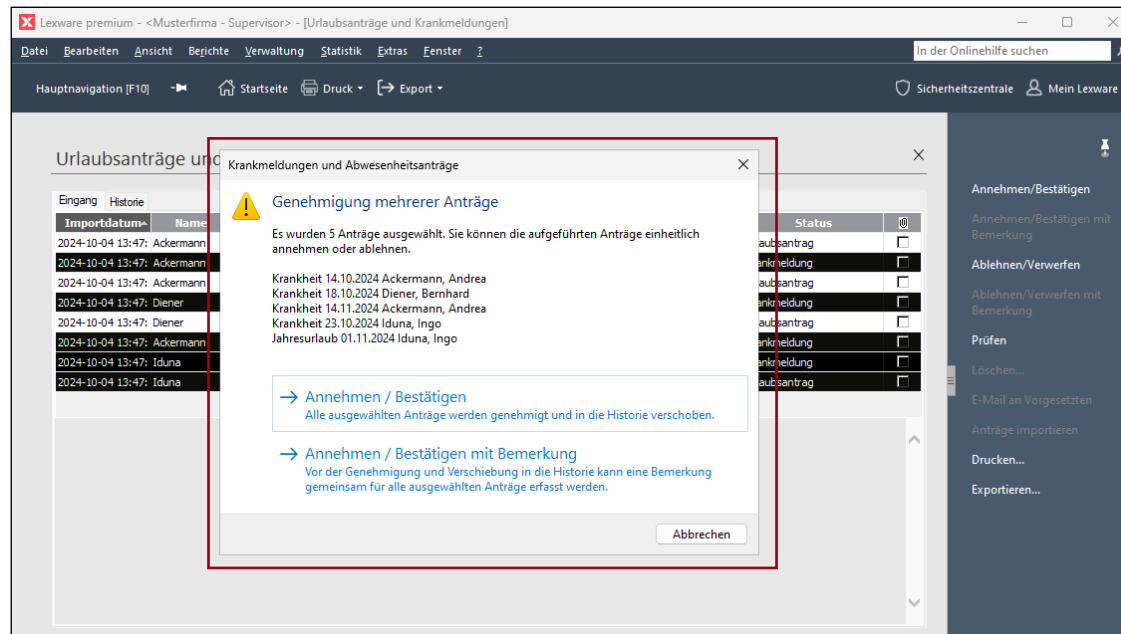 Lexware premium - <Musterfirma - Supervisor> - [Urlaubsanträge und Krankmeldungen]
Datei Bearbeiten Ansicht Berichte Verwaltung Statistik Extras Fenster ?
In der Onlinehilfe suchen
Hauptnavigation [F10] Startseite Druck Export
Sicherheitszentrale Mein Lexware
Urlaubsanträge und
Eingang Historie
Importdatum Name Status
2024-10-04 13:47: Ackermann aubsantrag
2024-10-04 13:47: Ackermann ankmeldung
2024-10-04 13:47: Ackermann aubsantrag
2024-10-04 13:47: Diener ankmeldung
2024-10-04 13:47: Diener aubsantrag
2024-10-04 13:47: Ackermann ankmeldung
2024-10-04 13:47: Iduna ankmeldung
2024-10-04 13:47: Iduna aubsantrag
Krankmeldungen und Abwesenheitsanträge
Genehmigung mehrerer Anträge
Es wurden 5 Anträge ausgewählt. Sie können die aufgeführten Anträge einheitlich
annehmen oder ablehnen.
Krankheit 14.10.2024 Ackermann, Andrea
Krankheit 18.10.2024 Diener, Bernhard
Krankheit 14.11.2024 Ackermann, Andrea
Krankheit 23.10.2024 Iduna, Ingo
Jahresurlaub 01.11.2024 Iduna, Ingo
Annehmen / Bestätigen
Alle ausgewählten Anträge werden genehmigt und in die Historie verschoben.
Annehmen / Bestätigen mit Bemerkung
Vor der Genehmigung und Verschiebung in die Historie kann eine Bemerkung
gemeinsam für alle ausgewählten Anträge erfasst werden.
Abbrechen
Annehmen/Bestätigen
Annehmen/Bestätigen mit
Bemerkung
Ablehnen/Verwerfen
Ablehnen/Verwerfen mit
Bemerkung
Prüfen
Löschen...
E-Mail an Vorgesetzten
Anträge importieren
Drucken...
Exportieren...